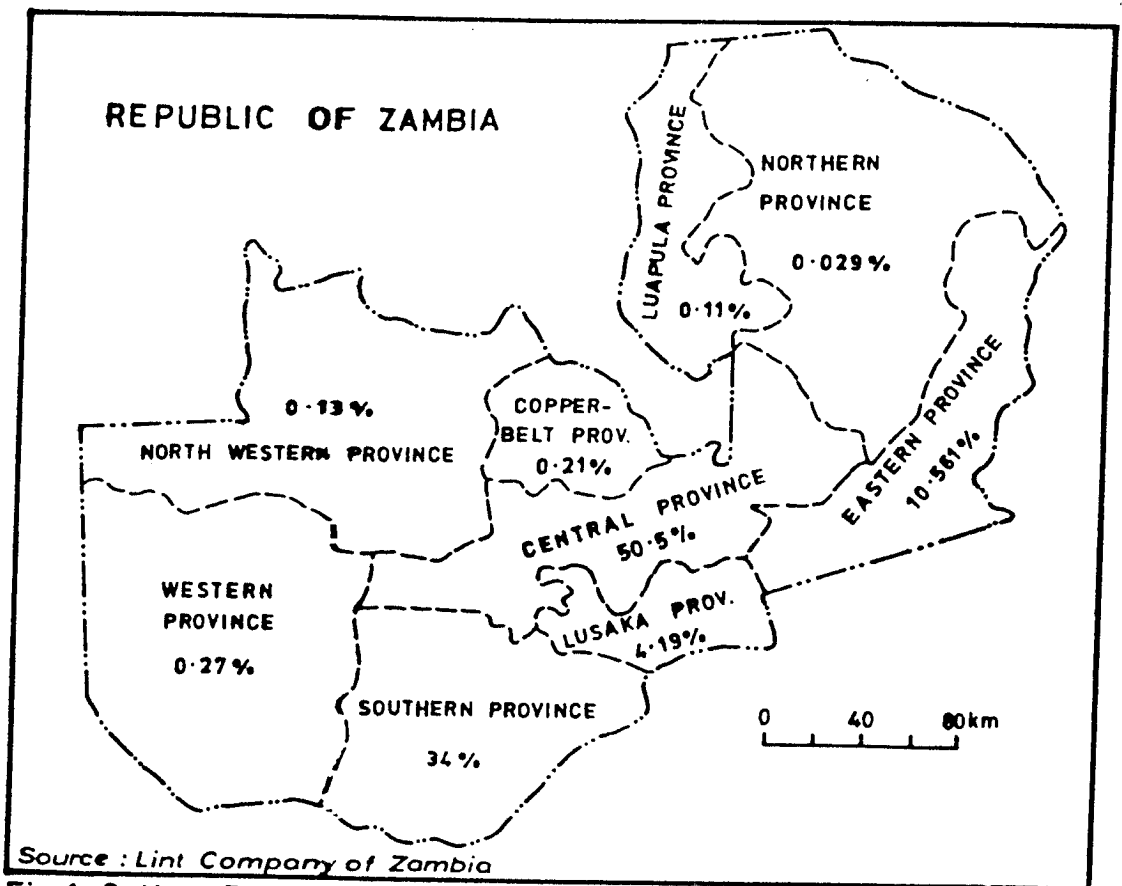 REPUBLIC OF ZAMBIA
LUAPULA PROVINCE
0·11%
NORTHERN
PROVINCE
0·029%
EASTERN PROVINCE
10·561%
0·13%
NORTH WESTERN PROVINCE
COPPER-
BELT PROV.
0·21%
CENTRAL PROVINCE
50·5%
WESTERN
PROVINCE
0·27%
LUSAKA PROV.
4·19%
SOUTHERN PROVINCE
34%
0 40 80km
Source : Lint Company of Zambia